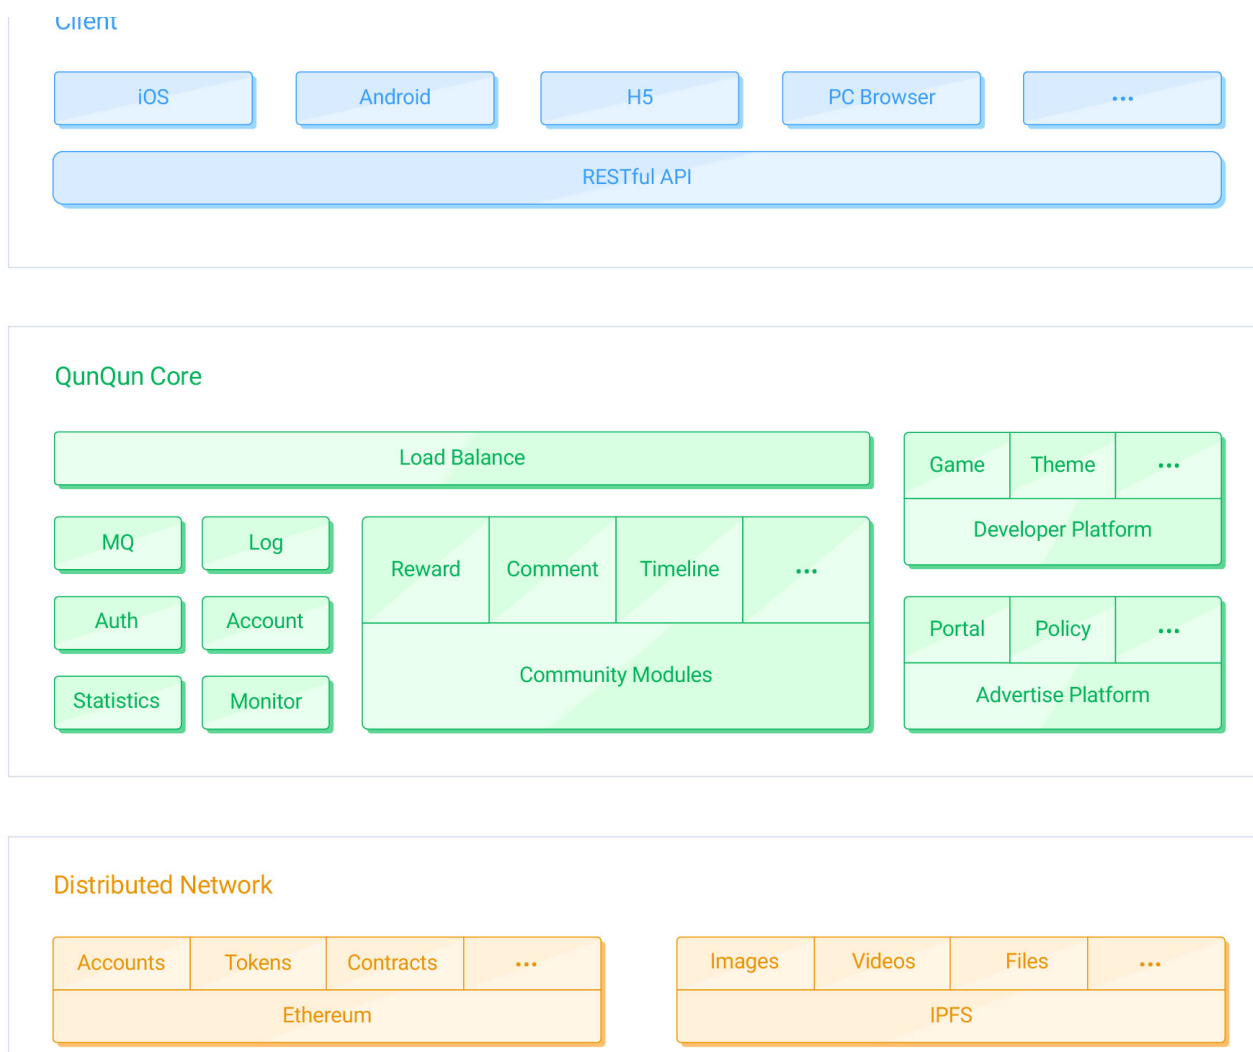 Client
iOS
Android
H5
PC Browser
...
RESTful API
QunQun Core
Load Balance
Game
Theme
...
Developer Platform
MQ
Log
Reward
Comment
Timeline
...
Auth
Account
Portal
Policy
...
Community Modules
Advertise Platform
Statistics
Monitor
Distributed Network
Accounts
Tokens
Contracts
...
Ethereum
Images
Videos
Files
...
IPFS